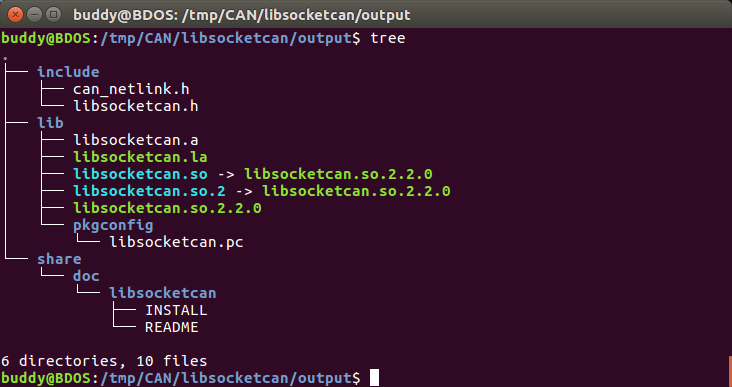 buddy@BDOS: /tmp/CAN/libsocketcan/output
buddy@BDOS:/tmp/CAN/libsocketcan/output$ tree
.
├── include
│   ├── can_netlink.h
│   └── libsocketcan.h
├── lib
│   ├── libsocketcan.a
│   ├── libsocketcan.la
│   ├── libsocketcan.so -> libsocketcan.so.2.2.0
│   ├── libsocketcan.so.2 -> libsocketcan.so.2.2.0
│   ├── libsocketcan.so.2.2.0
│   └── pkgconfig
│       └── libsocketcan.pc
└── share
    └── doc
        └── libsocketcan
            ├── INSTALL
            └── README
6 directories, 10 files
buddy@BDOS:/tmp/CAN/libsocketcan/output$